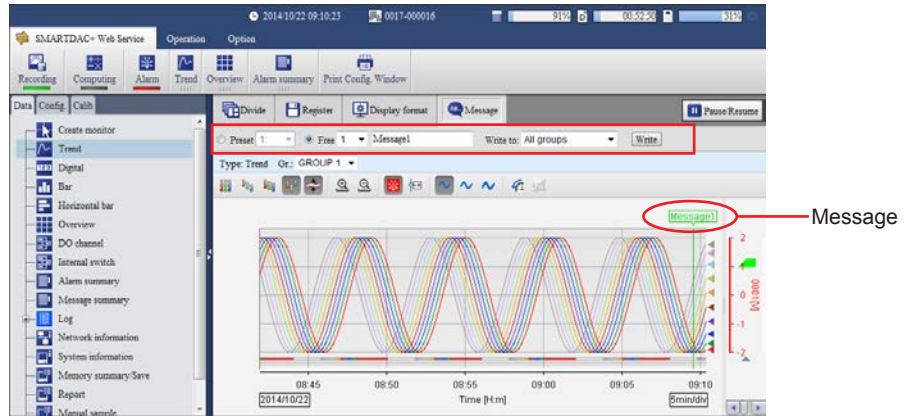 2014/10/22 09:10:23 0017-000016 91% 00:52:50 31%
SMARTDAC+ Web Service Operation Option
Recording Computing Alarm Trend Overview Alarm summary Print Config. Window
Data Config. Calib
Divide Register Display format Message Pause/Resume
Preset 1: Free 1 Message1 Write to: All groups Write
Type: Trend Gr.: GROUP 1
Create monitor
Trend
Digital
Bar
Horizontal bar
Overview
DO channel
Internal switch
Alarm summary
Message summary
Log
Network information
System information
Memory summary/Save
Report
Manual sample
Message1
Message
2
1
0
-1
-2
0001[V]
08:45 08:50 08:55 09:00 09:05 09:10
2014/10/22 Time [H:m] 5min/div